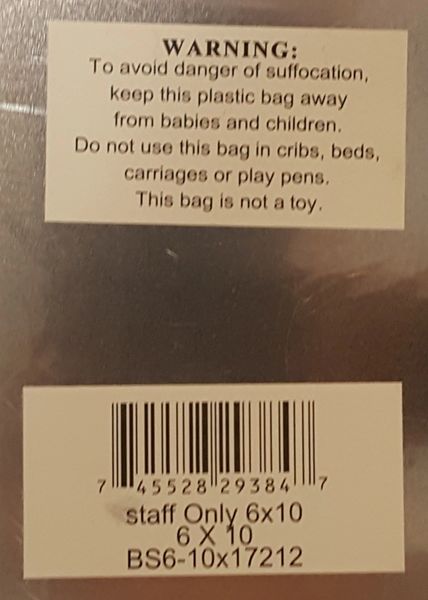 WARNING:
To avoid danger of suffocation,
keep this plastic bag away
from babies and children.
Do not use this bag in cribs, beds,
carriages or play pens.
This bag is not a toy.
7 45528 29384 7
staff Only 6x10
6 X 10
BS6-10x17212